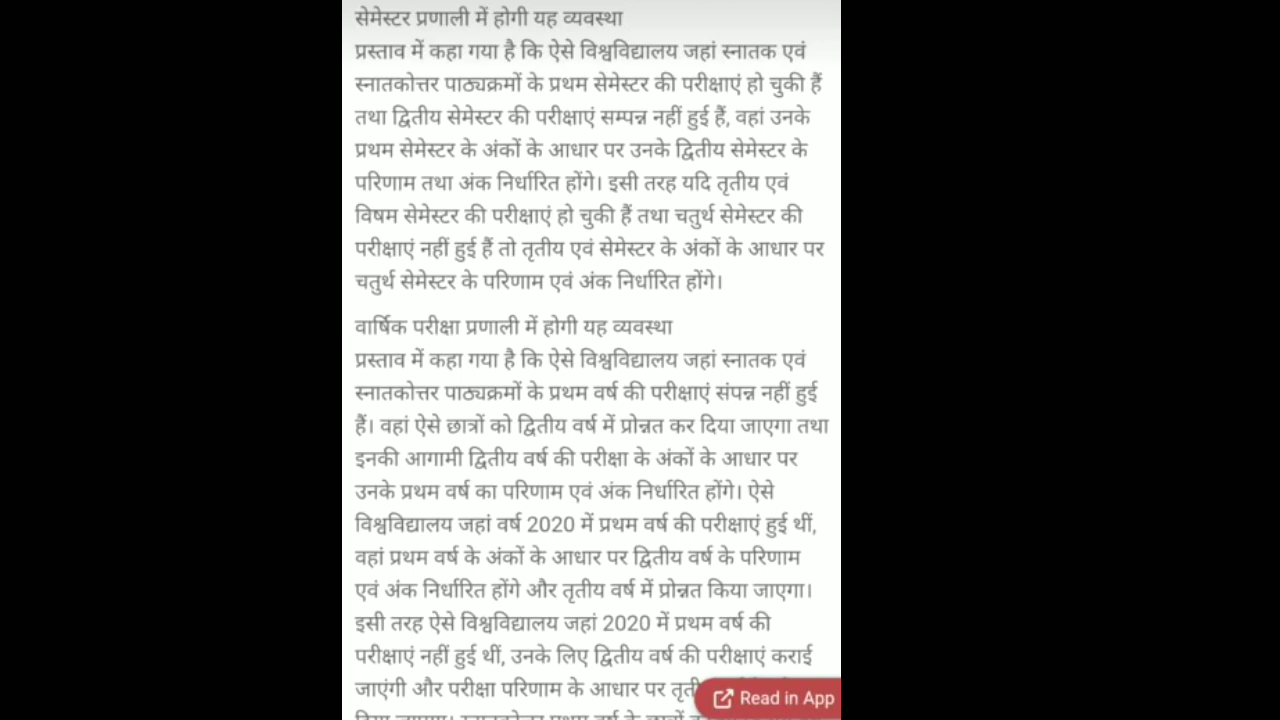 सेमेस्टर प्रणाली में होगी यह व्यवस्था
प्रस्ताव में कहा गया है कि ऐसे विश्वविद्यालय जहां स्नातक एवं
स्नातकोत्तर पाठ्यक्रमों के प्रथम सेमेस्टर की परीक्षाएं हो चुकी हैं
तथा द्वितीय सेमेस्टर की परीक्षाएं सम्पन्न नहीं हुई हैं, वहां उनके
प्रथम सेमेस्टर के अंकों के आधार पर उनके द्वितीय सेमेस्टर के
परिणाम तथा अंक निर्धारित होंगे। इसी तरह यदि तृतीय एवं
विषम सेमेस्टर की परीक्षाएं हो चुकी हैं तथा चतुर्थ सेमेस्टर की
परीक्षाएं नहीं हुई हैं तो तृतीय एवं सेमेस्टर के अंकों के आधार पर
चतुर्थ सेमेस्टर के परिणाम एवं अंक निर्धारित होंगे।
वार्षिक परीक्षा प्रणाली में होगी यह व्यवस्था
प्रस्ताव में कहा गया है कि ऐसे विश्वविद्यालय जहां स्नातक एवं
स्नातकोत्तर पाठ्यक्रमों के प्रथम वर्ष की परीक्षाएं संपन्न नहीं हुई
हैं। वहां ऐसे छात्रों को द्वितीय वर्ष में प्रोन्नत कर दिया जाएगा तथा
इनकी आगामी द्वितीय वर्ष की परीक्षा के अंकों के आधार पर
उनके प्रथम वर्ष का परिणाम एवं अंक निर्धारित होंगे। ऐसे
विश्वविद्यालय जहां वर्ष 2020 में प्रथम वर्ष की परीक्षाएं हुई थीं,
वहां प्रथम वर्ष के अंकों के आधार पर द्वितीय वर्ष के परिणाम
एवं अंक निर्धारित होंगे और तृतीय वर्ष में प्रोन्नत किया जाएगा।
इसी तरह ऐसे विश्वविद्यालय जहां 2020 में प्रथम वर्ष की
परीक्षाएं नहीं हुई थीं, उनके लिए द्वितीय वर्ष की परीक्षाएं कराई
जाएंगी और परीक्षा परिणाम के आधार पर
Read in App